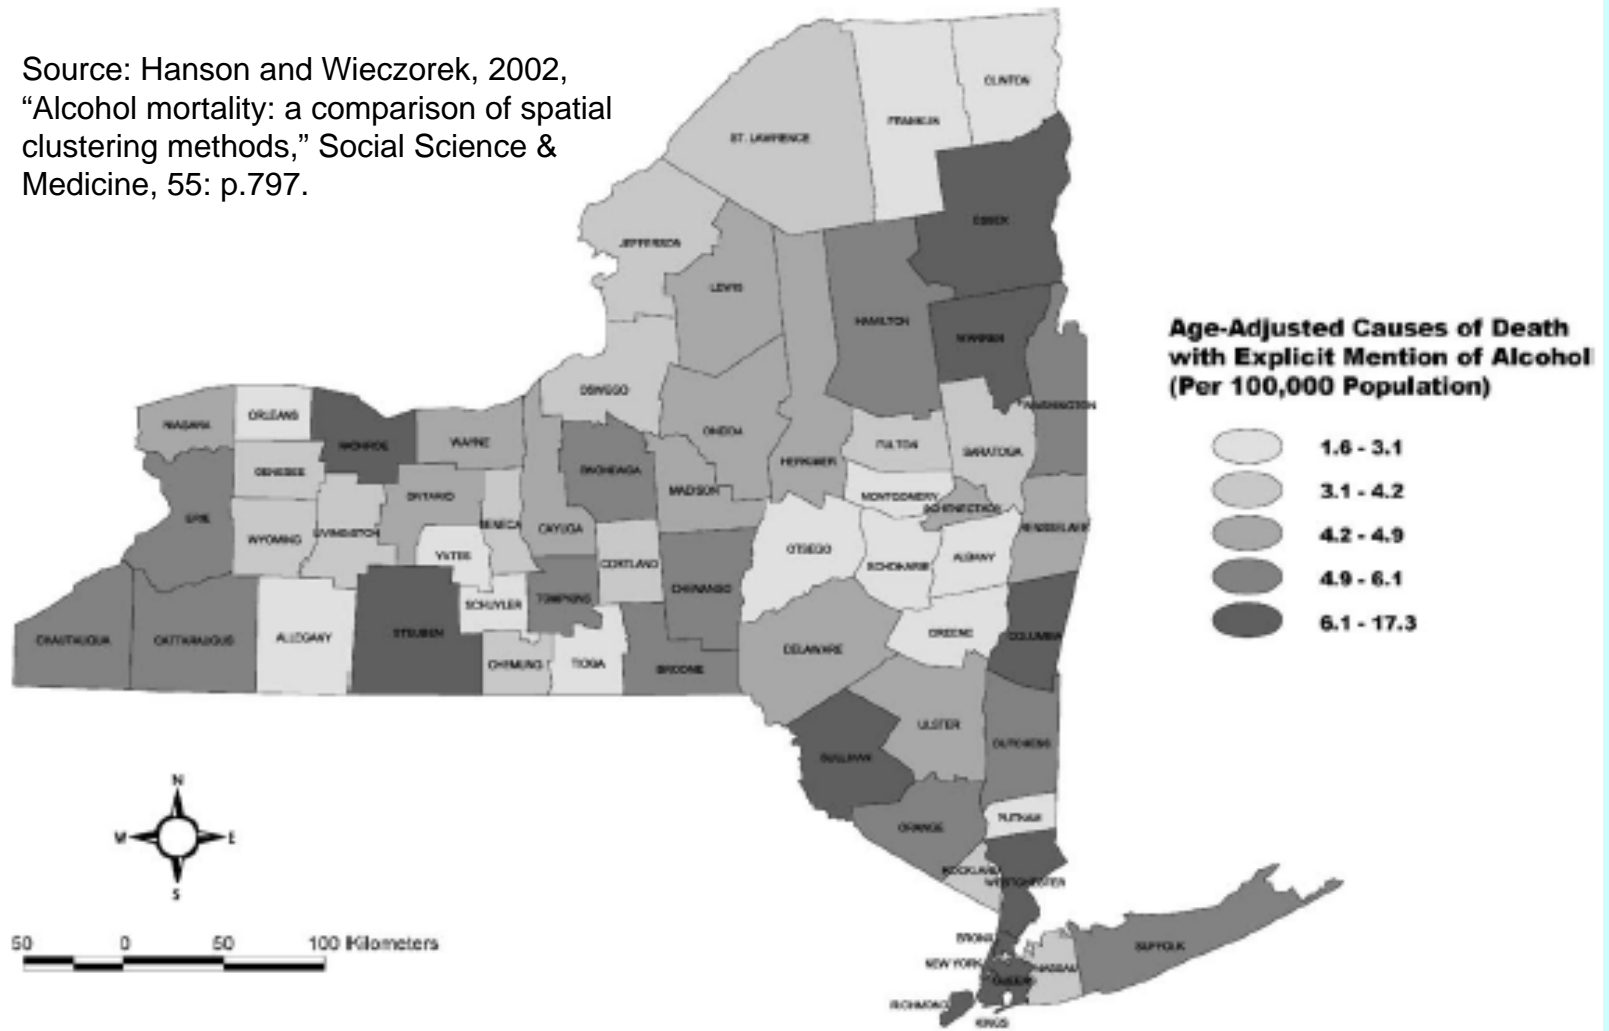 Source: Hanson and Wieczorek, 2002,
“Alcohol mortality: a comparison of spatial
clustering methods,” Social Science &
Medicine, 55: p.797.
CLINTON
FRANKLIN
ST. LAWRENCE
ESSEX
JEFFERSON
LEWIS
HAMILTON
WARREN
Age-Adjusted Causes of Death
with Explicit Mention of Alcohol
(Per 100,000 Population)
1.6 - 3.1
3.1 - 4.2
4.2 - 4.9
4.9 - 6.1
6.1 - 17.3
OSWEGO
WASHINGTON
NIAGARA
ORLEANS
MONROE
WAYNE
ONEIDA
HERKIMER
FULTON
SARATOGA
GENESEE
ONTARIO
ONONDAGA
MADISON
MONTGOMERY
SCHENECTADY
ERIE
WYOMING
LIVINGSTON
SENECA
CAYUGA
RENSSELAER
YATES
CORTLAND
OTSEGO
SCHOHARIE
ALBANY
CHENANGO
SCHUYLER
TOMPKINS
CHAUTAUQUA
CATTARAUGUS
ALLEGANY
STEUBEN
CHEMUNG
TIOGA
BROOME
DELAWARE
GREENE
COLUMBIA
ULSTER
SULLIVAN
DUTCHESS
ORANGE
PUTNAM
ROCKLAND
WESTCHESTER
BRONX
NEW YORK
QUEENS
NASSAU
SUFFOLK
RICHMOND
KINGS
N
W E
S
50 0 50 100 Kilometers